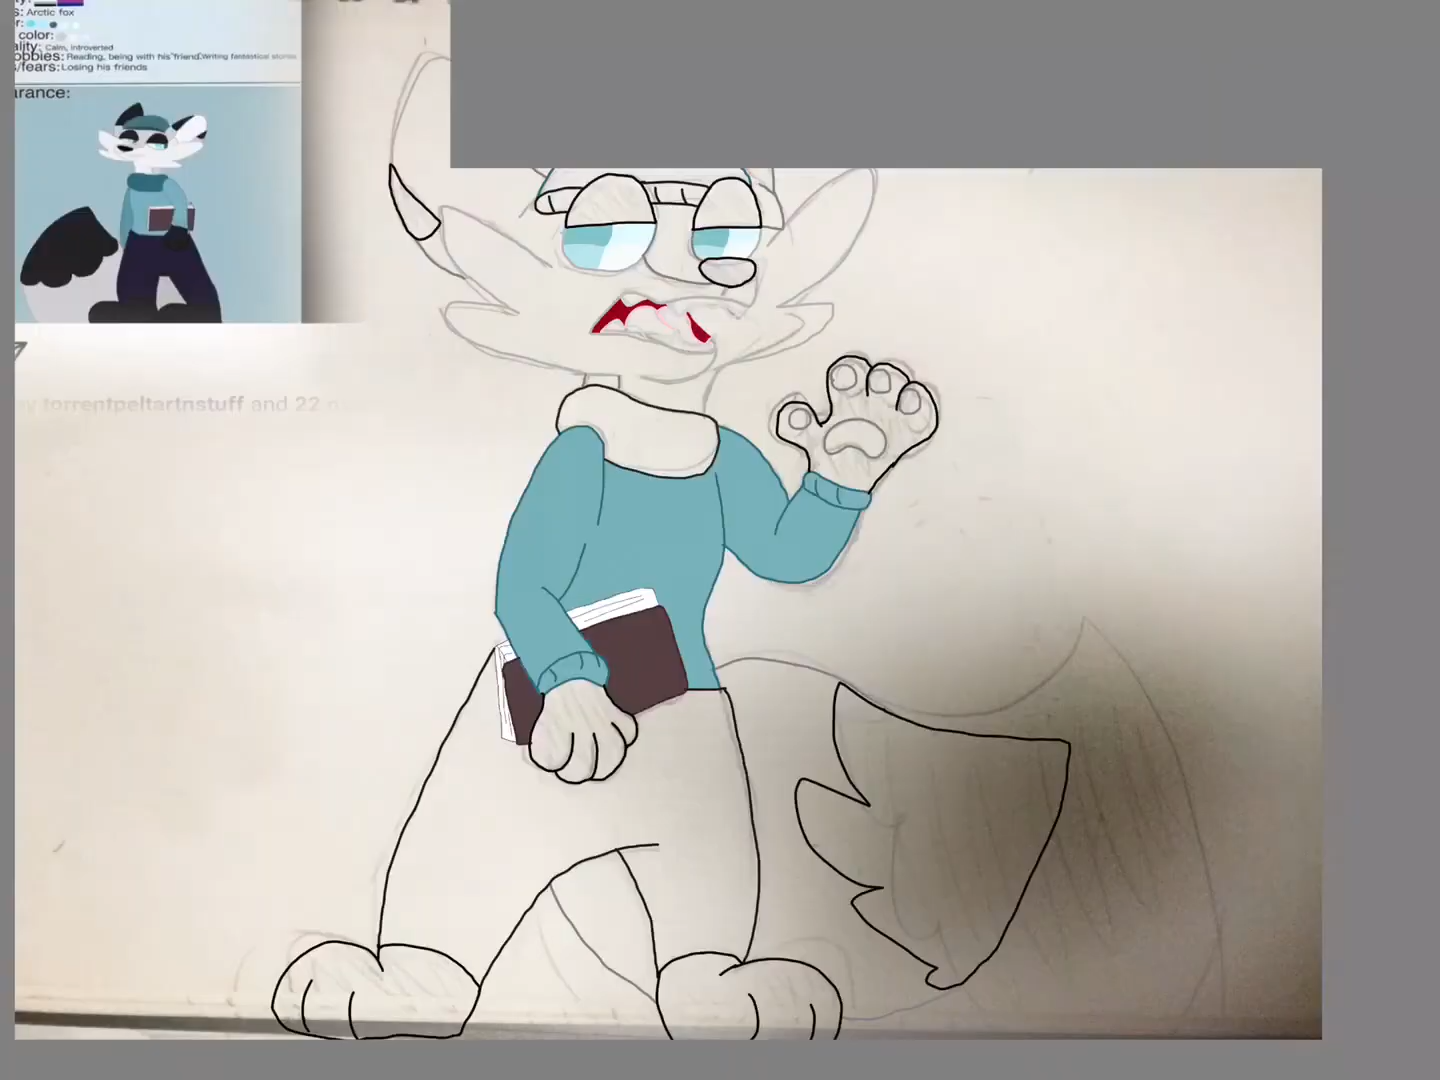 : Arctic fox
color:
ality: Calm, introverted
obbies: Reading, being with his "friend", Writing fantastical stories
/fears: Losing his friends
arance:
torrentpeltartnstuff and 22